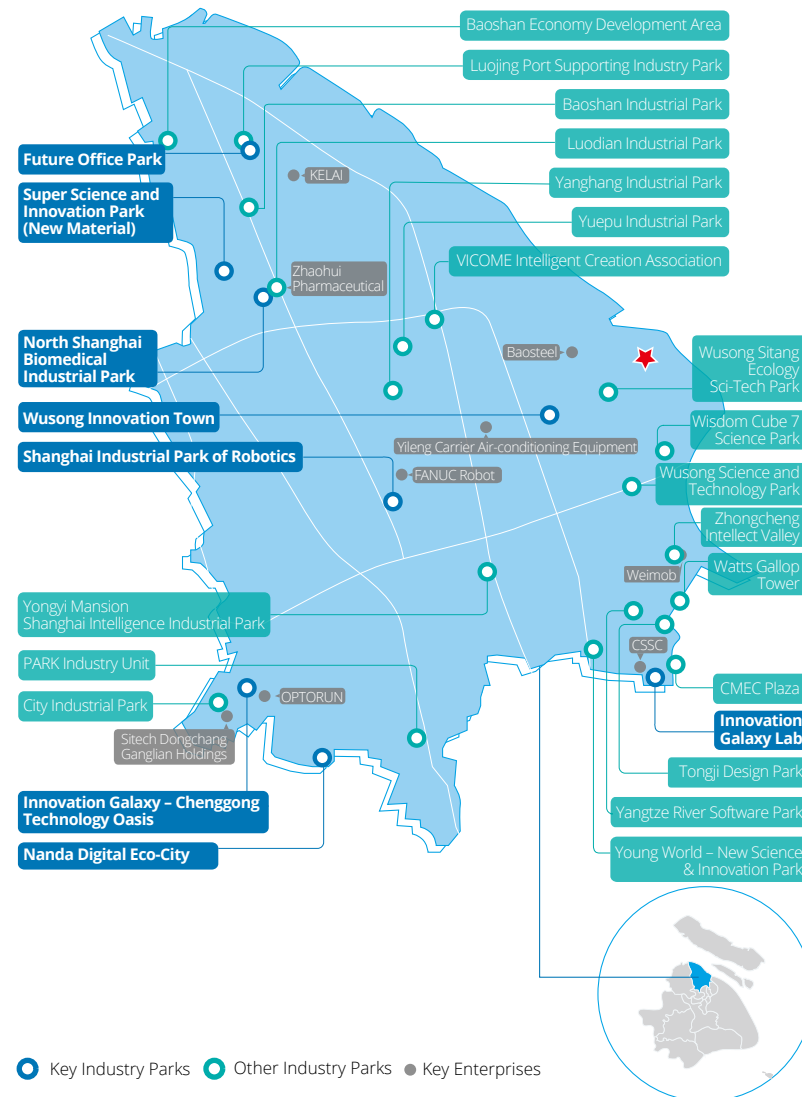 Baoshan Economy Development Area
Luojing Port Supporting Industry Park
Baoshan Industrial Park
Luodian Industrial Park
Yanghang Industrial Park
Yuepu Industrial Park
VICOME Intelligent Creation Association
Future Office Park
Super Science and
Innovation Park
(New Material)
KELAI
Zhaohui
Pharmaceutical
North Shanghai
Biomedical
Industrial Park
Baosteel
Wusong Sitang
Ecology
Sci-Tech Park
Wusong Innovation Town
Wisdom Cube 7
Science Park
Yileng Carrier Air-conditioning Equipment
Shanghai Industrial Park of Robotics
FANUC Robot
Wusong Science and
Technology Park
Zhongcheng
Intellect Valley
Weimob
Watts Gallop
Tower
Yongyi Mansion
Shanghai Intelligence Industrial Park
CSSC
PARK Industry Unit
CMEC Plaza
OPTORUN
City Industrial Park
Innovation
Galaxy Lab
Sitech Dongchang
Ganglian Holdings
Tongji Design Park
Innovation Galaxy – Chenggong
Technology Oasis
Yangtze River Software Park
Nanda Digital Eco-City
Young World – New Science
& Innovation Park
Key Industry Parks
Other Industry Parks
Key Enterprises